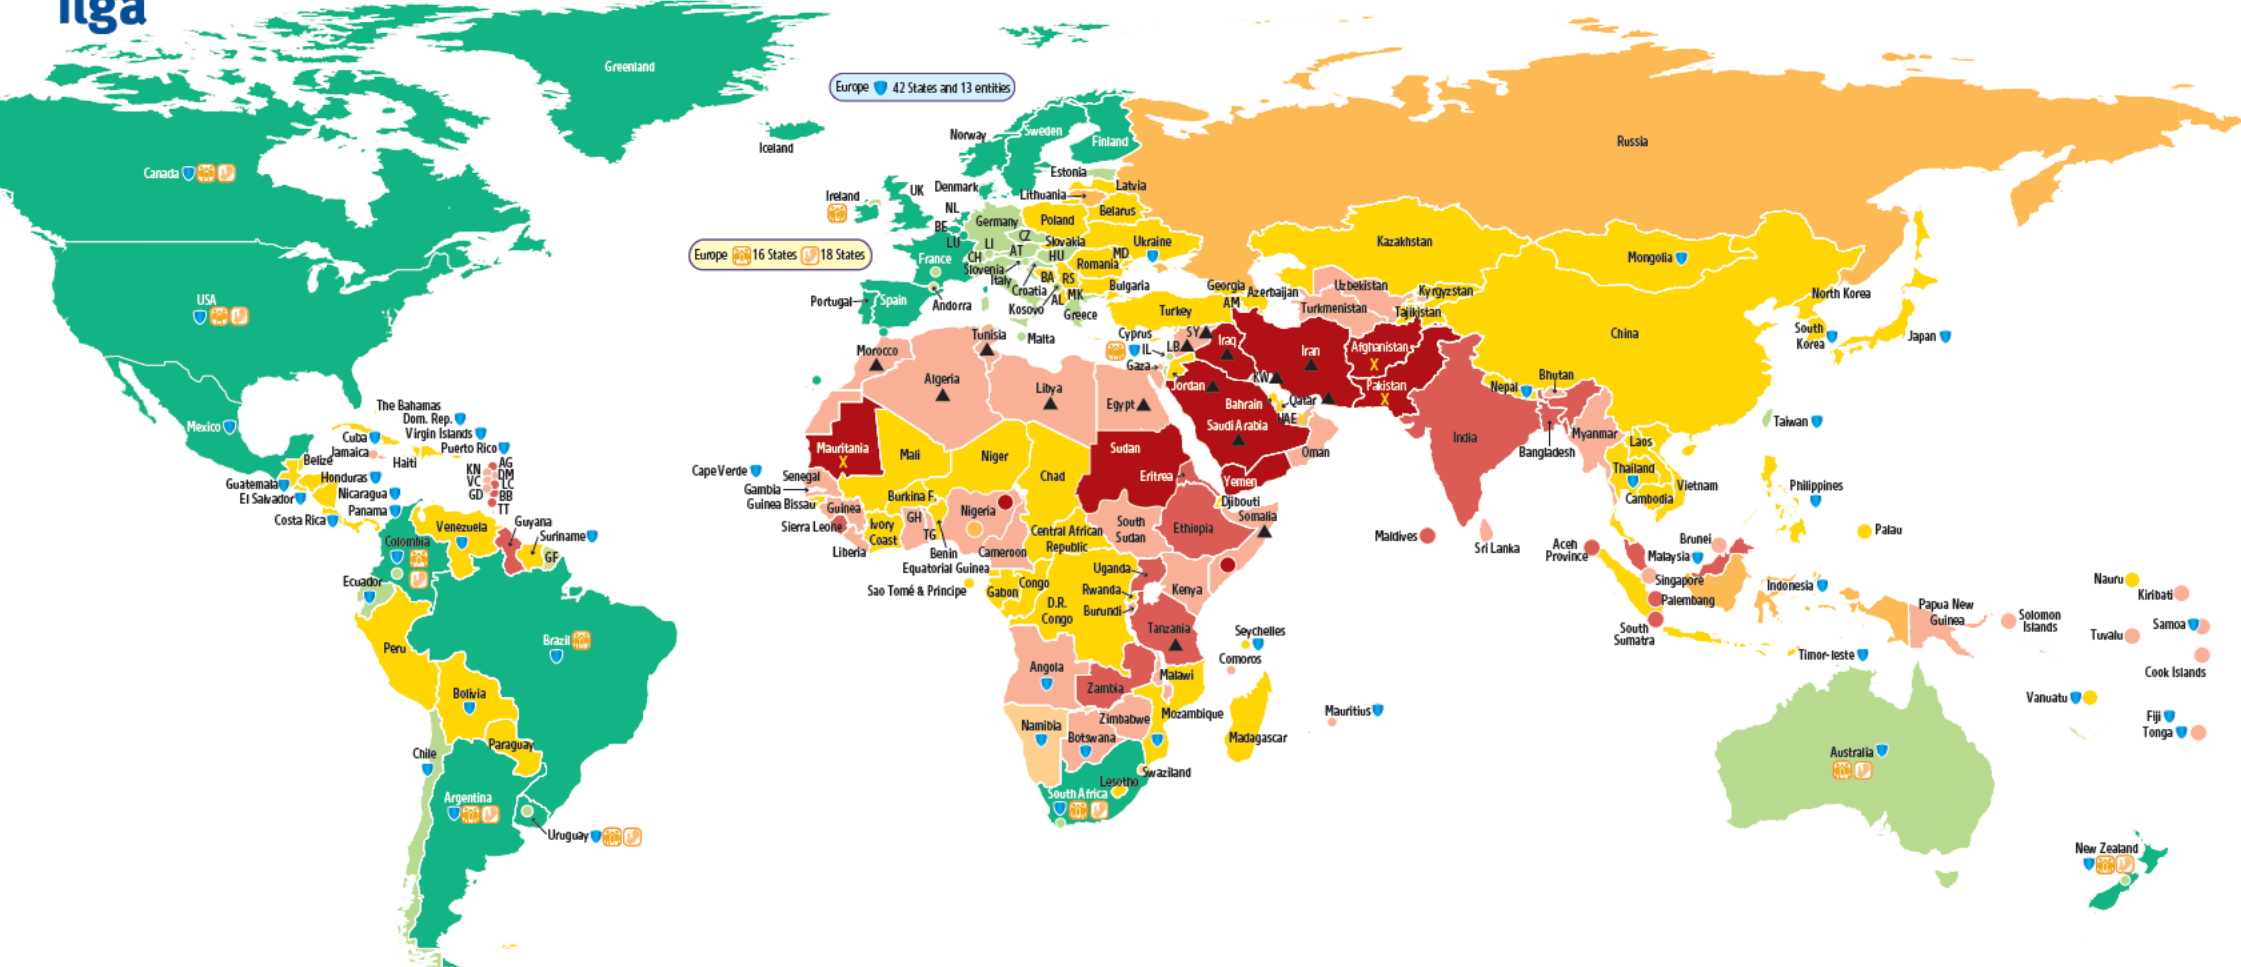 ilga
Greenland
Europe 42 States and 13 entities
Canada
Iceland
Norway
Sweden
Finland
Russia
Estonia
Latvia
Lithuania
Ireland
UK
Denmark
NL
BE
LU
Germany
Poland
Belarus
Europe 16 States 18 States
France
LI
CH
CZ
AT
Slovakia
HU
Ukraine
MD
Slovenia
Italy
Croatia
Romania
BA
RS
Bulgaria
Kosovo
AL
MK
Greece
Portugal
Spain
Andorra
Malta
Kazakhstan
Mongolia
USA
Georgia
Azerbaijan
AM
Turkey
Uzbekistan
Turkmenistan
Kyrgyzstan
Tajikistan
North Korea
South
Korea
Japan
China
Cyprus
SY
LB
IL
Gaza
Iraq
Iran
Afghanistan
Pakistan
Jordan
KW
Bahrain
Qatar
UAE
Saudi Arabia
Oman
Yemen
Nepal
Bhutan
India
Bangladesh
Myanmar
Laos
Thailand
Cambodia
Vietnam
Taiwan
Philippines
Palau
Morocco
Tunisia
Algeria
Libya
Egypt
Mauritania
Mali
Niger
Chad
Sudan
Eritrea
Djibouti
Somalia
Ethiopia
South
Sudan
Cape Verde
Senegal
Gambia
Guinea Bissau
Guinea
Sierra Leone
Liberia
Ivory
Coast
Burkina F.
GH
TG
Benin
Nigeria
Cameroon
Central African
Republic
Equatorial Guinea
Sao Tomé & Principe
Gabon
Congo
D.R.
Congo
Uganda
Rwanda
Burundi
Kenya
Tanzania
Seychelles
Comoros
Angola
Zambia
Malawi
Mozambique
Zimbabwe
Namibia
Botswana
Madagascar
Mauritius
Swaziland
Lesotho
South Africa
Mexico
The Bahamas
Dom. Rep.
Virgin Islands
Puerto Rico
Cuba
Jamaica
Haiti
Belize
Honduras
Guatemala
El Salvador
Nicaragua
Costa Rica
Panama
KN
VC
GD
AG
DM
LC
BB
TT
Venezuela
Guyana
Suriname
GF
Colombia
Ecuador
Brazil
Peru
Bolivia
Paraguay
Chile
Argentina
Uruguay
Maldives
Sri Lanka
Aceh
Province
Brunei
Malaysia
Singapore
Palembang
South
Sumatra
Indonesia
Timor-leste
Papua New
Guinea
Solomon
Islands
Nauru
Kiribati
Tuvalu
Samoa
Cook Islands
Vanuatu
Fiji
Tonga
Australia
New Zealand